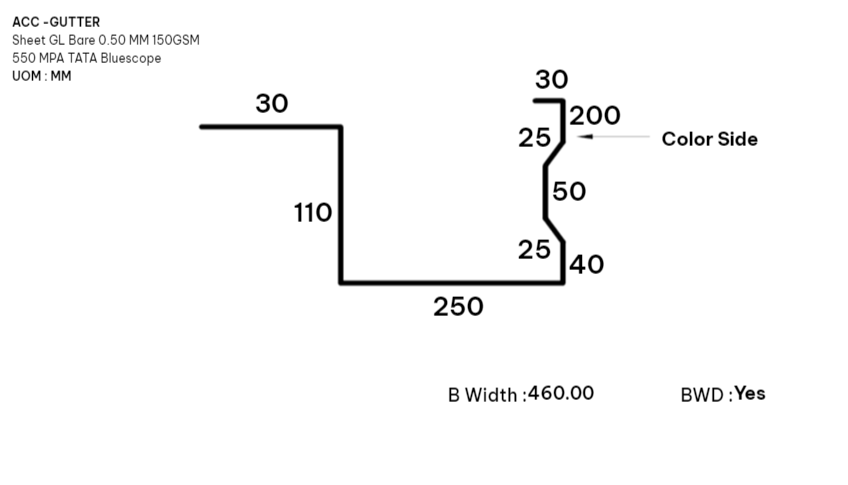 ACC -GUTTER
Sheet GL Bare 0.50 MM 150GSM
550 MPA TATA Bluescope
UOM : MM
30
30
200
25
Color Side
50
110
25
40
250
B Width :460.00
BWD :Yes